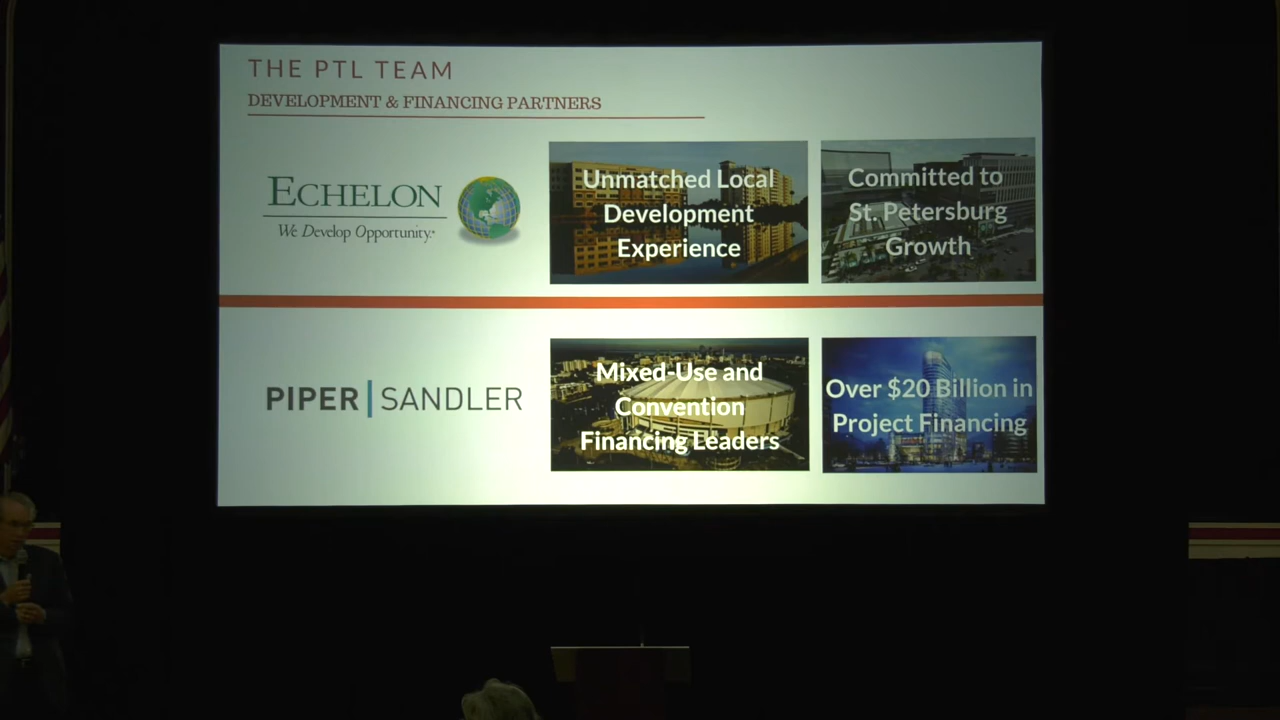 THE PTL TEAM
DEVELOPMENT & FINANCING PARTNERS
ECHELON
We Develop Opportunity.®
Unmatched Local
Development
Experience
Committed to
St. Petersburg
Growth
PIPER | SANDLER
Mixed-Use and
Convention
Financing Leaders
Over $20 Billion in
Project Financing